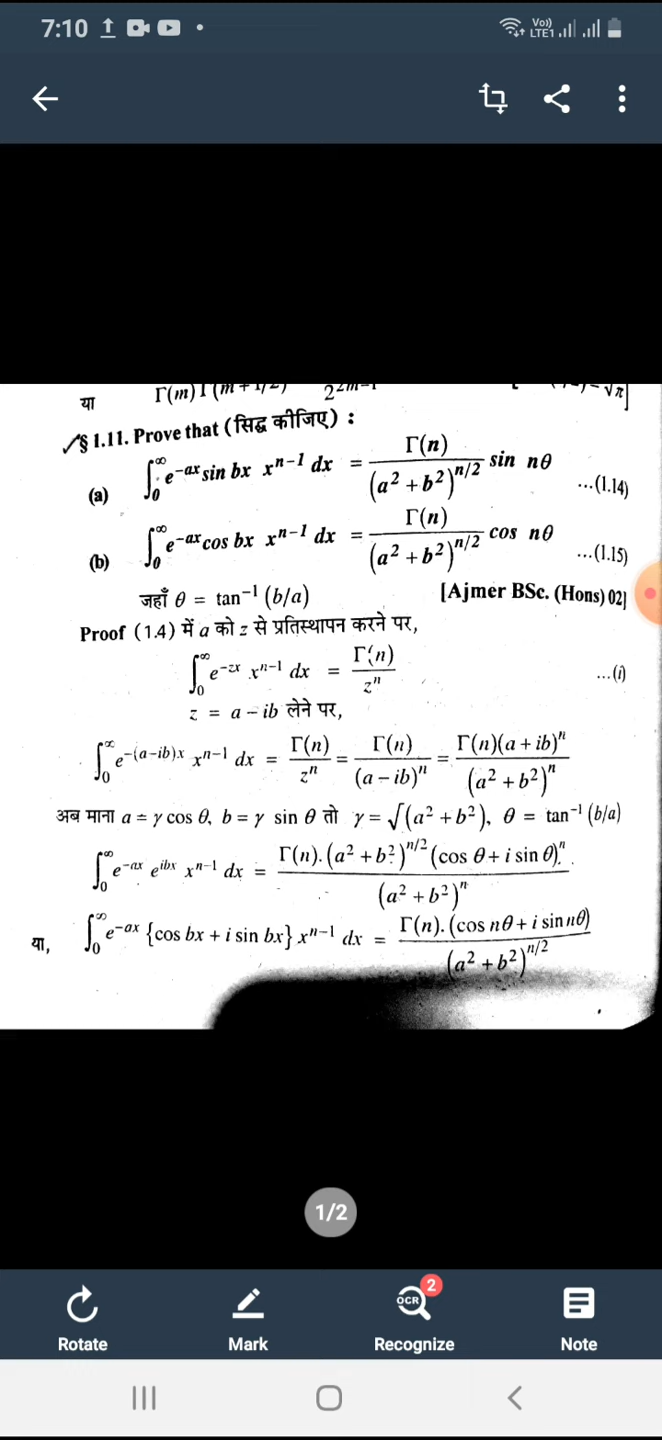 7:10
Vo)) LTE1
या Γ(m)
✓§ 1.11. Prove that (सिद्ध कीजिए) :
(a) ∫₀^∞ e^{-ax} sin bx x^{n-1} dx = Γ(n)/(a² + b²)^{n/2} sin nθ ...(1.14)
(b) ∫₀^∞ e^{-ax} cos bx x^{n-1} dx = Γ(n)/(a² + b²)^{n/2} cos nθ ...(1.15)
जहाँ θ = tan⁻¹ (b/a) [Ajmer BSc. (Hons) 02]
Proof (1.4) में a को z से प्रतिस्थापन करने पर,
∫₀^∞ e^{-zx} x^{n-1} dx = Γ(n)/zⁿ ...(i)
z = a – ib लेने पर,
∫₀^∞ e^{-(a-ib)x} x^{n-1} dx = Γ(n)/zⁿ = Γ(n)/(a – ib)ⁿ = Γ(n)(a + ib)ⁿ/(a² + b²)ⁿ
अब माना a = γ cos θ, b = γ sin θ तो γ = √(a² + b²), θ = tan⁻¹ (b/a)
∫₀^∞ e^{-ax} e^{ibx} x^{n-1} dx = Γ(n). (a² + b²)^{n/2} (cos θ + i sin θ)ⁿ/(a² + b²)ⁿ
या, ∫₀^∞ e^{-ax} {cos bx + i sin bx} x^{n-1} dx = Γ(n). (cos nθ + i sin nθ)/(a² + b²)^{n/2}
1/2
OCR 2
Rotate Mark Recognize Note